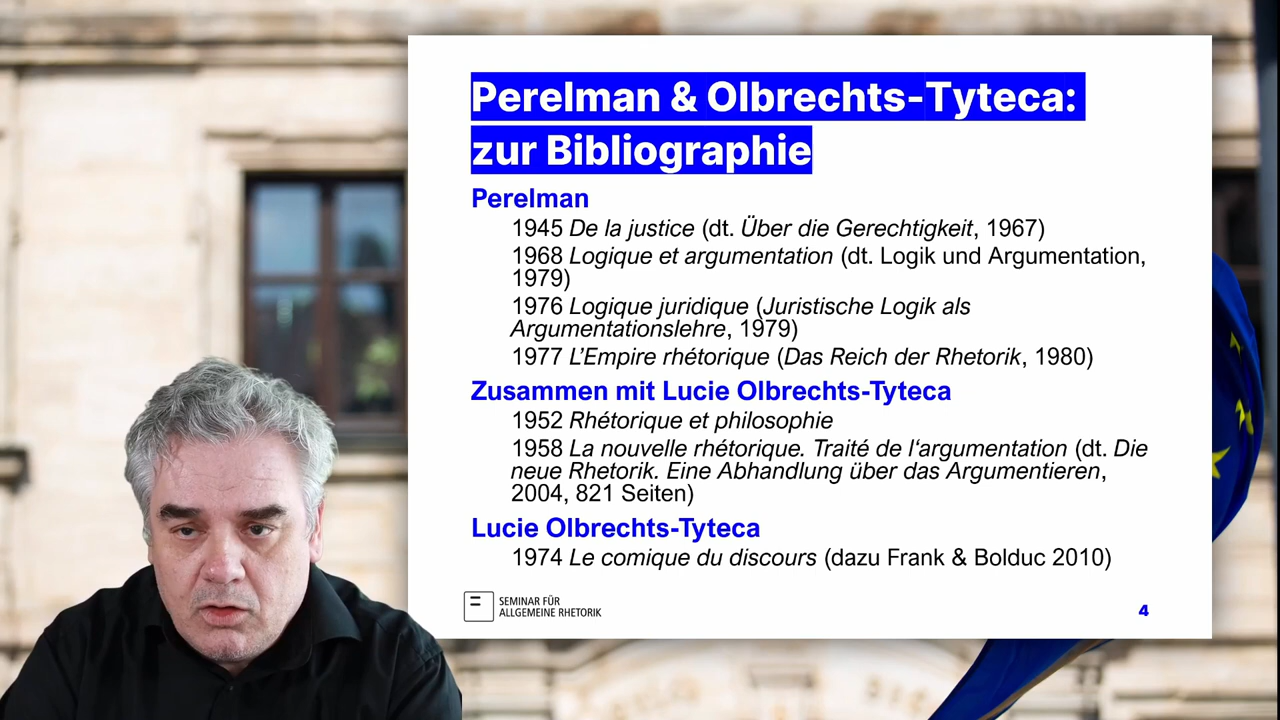 Perelman & Olbrechts-Tyteca:
zur Bibliographie
Perelman
1945 De la justice (dt. Über die Gerechtigkeit, 1967)
1968 Logique et argumentation (dt. Logik und Argumentation,
1979)
1976 Logique juridique (Juristische Logik als
Argumentationslehre, 1979)
1977 L’Empire rhétorique (Das Reich der Rhetorik, 1980)
Zusammen mit Lucie Olbrechts-Tyteca
1952 Rhétorique et philosophie
1958 La nouvelle rhétorique. Traité de l‘argumentation (dt. Die
neue Rhetorik. Eine Abhandlung über das Argumentieren,
2004, 821 Seiten)
Lucie Olbrechts-Tyteca
1974 Le comique du discours (dazu Frank & Bolduc 2010)
SEMINAR FÜR
ALLGEMEINE RHETORIK
4